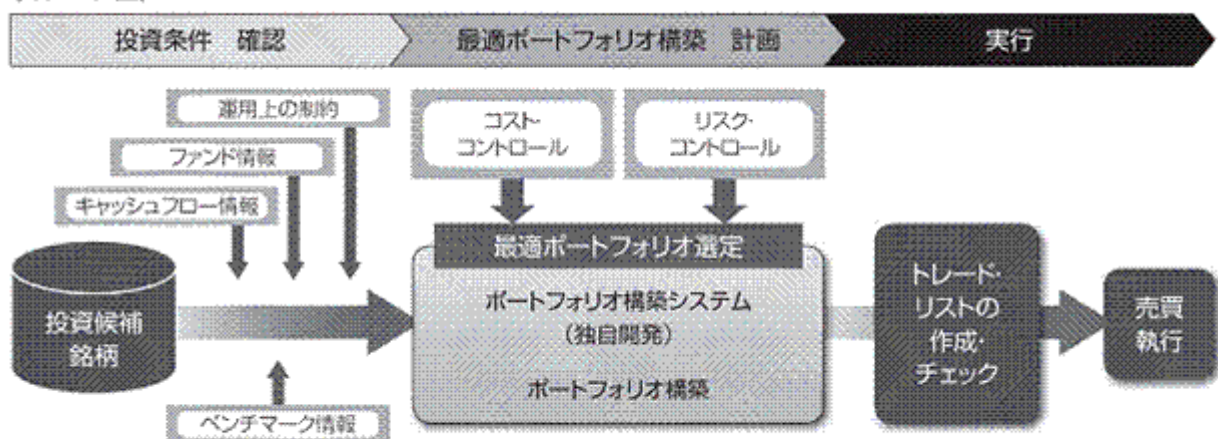 投資条件 確認
最適ポートフォリオ構築 計画
実行
運用上の制約
ファンド情報
キャッシュフロー情報
コスト・
コントロール
リスク・
コントロール
投資候補
銘柄
ベンチマーク情報
最適ポートフォリオ選定
ポートフォリオ構築システム
（独自開発）
ポートフォリオ構築
トレード・
リストの
作成・
チェック
売買
執行